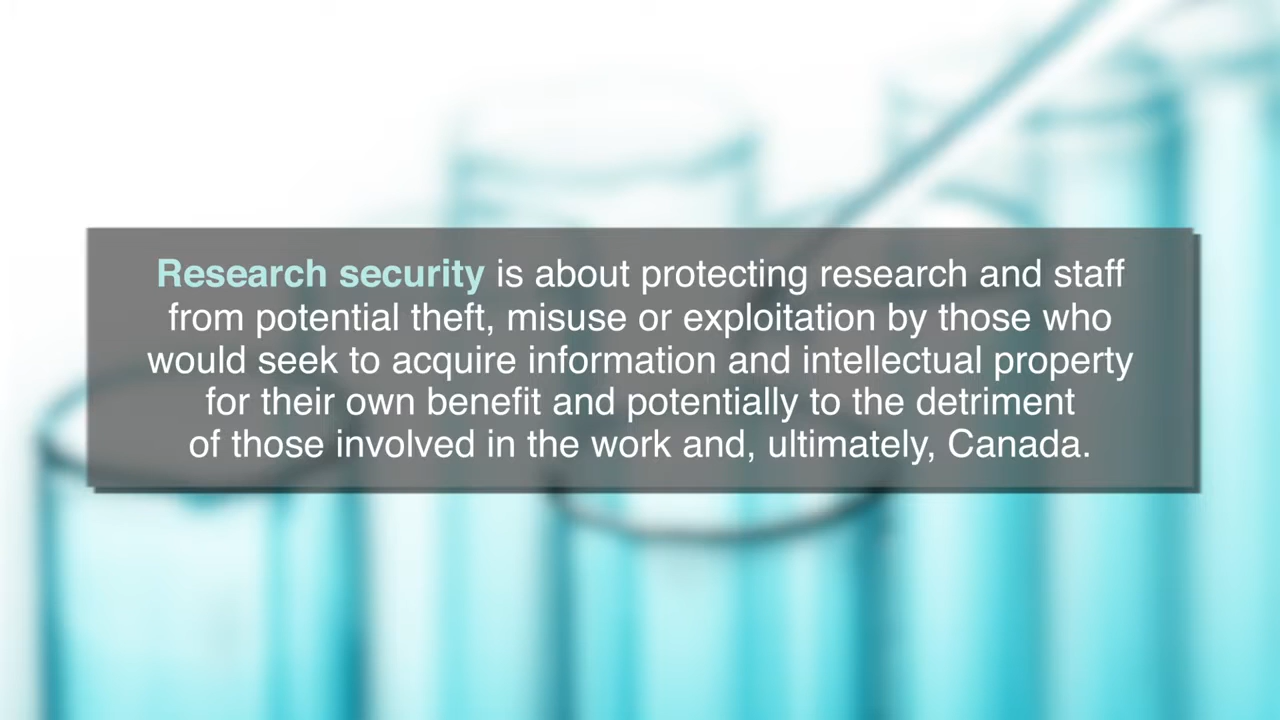 Research security is about protecting research and staff
from potential theft, misuse or exploitation by those who
would seek to acquire information and intellectual property
for their own benefit and potentially to the detriment
of those involved in the work and, ultimately, Canada.